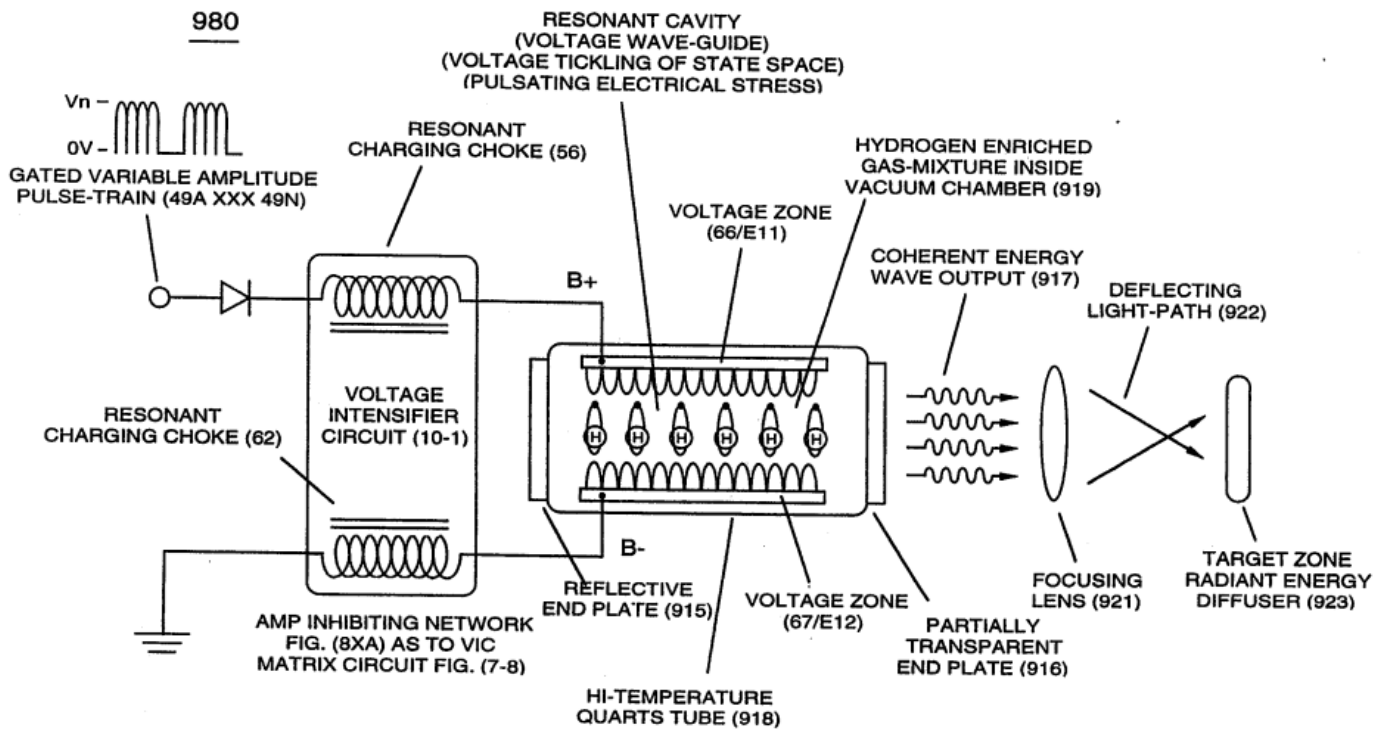 980
RESONANT CAVITY
(VOLTAGE WAVE-GUIDE)
(VOLTAGE TICKLING OF STATE SPACE)
(PULSATING ELECTRICAL STRESS)
Vn
0V
GATED VARIABLE AMPLITUDE
PULSE-TRAIN (49A XXX 49N)
RESONANT
CHARGING CHOKE (56)
HYDROGEN ENRICHED
GAS-MIXTURE INSIDE
VACUUM CHAMBER (919)
VOLTAGE ZONE
(66/E11)
COHERENT ENERGY
WAVE OUTPUT (917)
DEFLECTING
LIGHT-PATH (922)
B+
VOLTAGE
INTENSIFIER
CIRCUIT (10-1)
RESONANT
CHARGING CHOKE (62)
H H H H H H
B-
REFLECTIVE
END PLATE (915)
VOLTAGE ZONE
(67/E12)
PARTIALLY
TRANSPARENT
END PLATE (916)
FOCUSING
LENS (921)
TARGET ZONE
RADIANT ENERGY
DIFFUSER (923)
AMP INHIBITING NETWORK
FIG. (8XA) AS TO VIC
MATRIX CIRCUIT FIG. (7-8)
HI-TEMPERATURE
QUARTS TUBE (918)